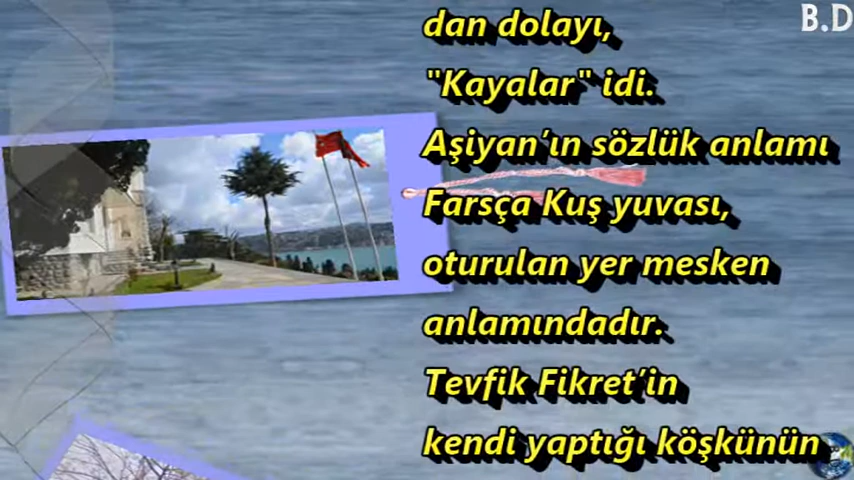 B.D
dan dolayı,
"Kayalar" idi.
Aşiyan’ın sözlük anlamı
Farsça Kuş yuvası,
oturulan yer mesken
anlamındadır.
Tevfik Fikret’in
kendi yaptığı köşkünün